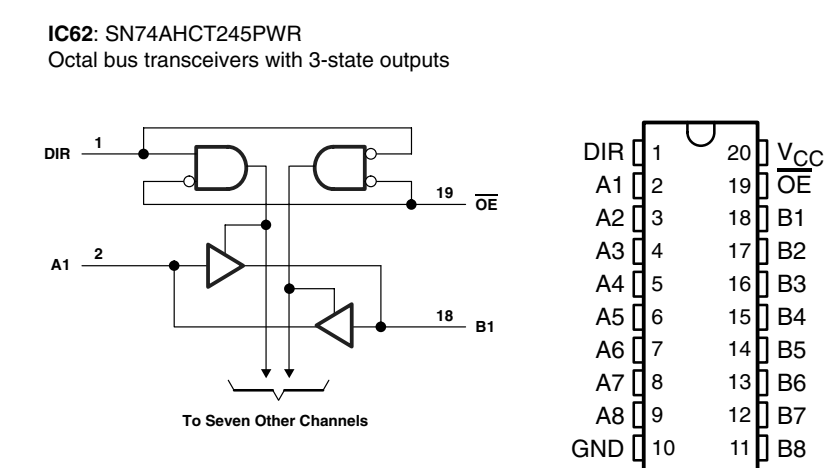 IC62: SN74AHCT245PWR
Octal bus transceivers with 3-state outputs
DIR 1
19 OE
A1 2
18 B1
To Seven Other Channels
DIR 1 20 VCC
A1 2 19 OE
A2 3 18 B1
A3 4 17 B2
A4 5 16 B3
A5 6 15 B4
A6 7 14 B5
A7 8 13 B6
A8 9 12 B7
GND 10 11 B8